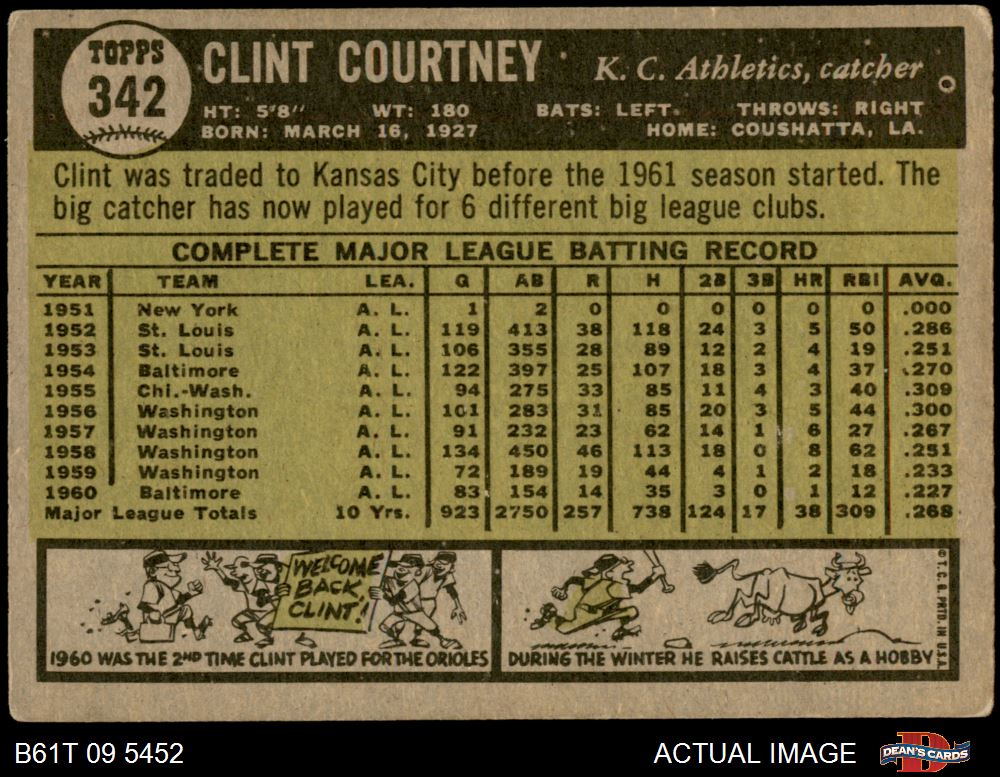 TOPPS
342
CLINT COURTNEY K. C. Athletics, catcher
HT: 5'8" WT: 180 BATS: LEFT. THROWS: RIGHT
BORN: MARCH 16, 1927 HOME: COUSHATTA, LA.
Clint was traded to Kansas City before the 1961 season started. The
big catcher has now played for 6 different big league clubs.
COMPLETE MAJOR LEAGUE BATTING RECORD
YEAR TEAM LEA. G AB R H 2B 3B HR RBI AVG.
1951 New York A. L. 1 2 0 0 0 0 0 0 .000
1952 St. Louis A. L. 119 413 38 118 24 3 5 50 .286
1953 St. Louis A. L. 106 355 28 89 12 2 4 19 .251
1954 Baltimore A. L. 122 397 25 107 18 3 4 37 .270
1955 Chi.-Wash. A. L. 94 275 33 85 11 4 3 40 .309
1956 Washington A. L. 101 283 31 85 20 3 5 44 .300
1957 Washington A. L. 91 232 23 62 14 1 6 27 .267
1958 Washington A. L. 134 450 46 113 18 0 8 62 .251
1959 Washington A. L. 72 189 19 44 4 1 2 18 .233
1960 Baltimore A. L. 83 154 14 35 3 0 1 12 .227
Major League Totals 10 Yrs. 923 2750 257 738 124 17 38 309 .268
WELCOME
BACK,
CLINT!
1960 WAS THE 2ND TIME CLINT PLAYED FOR THE ORIOLES
DURING THE WINTER HE RAISES CATTLE AS A HOBBY
© T. C. G. PRTD. IN U.S.A.
B61T 09 5452
ACTUAL IMAGE
DEAN'S CARDS